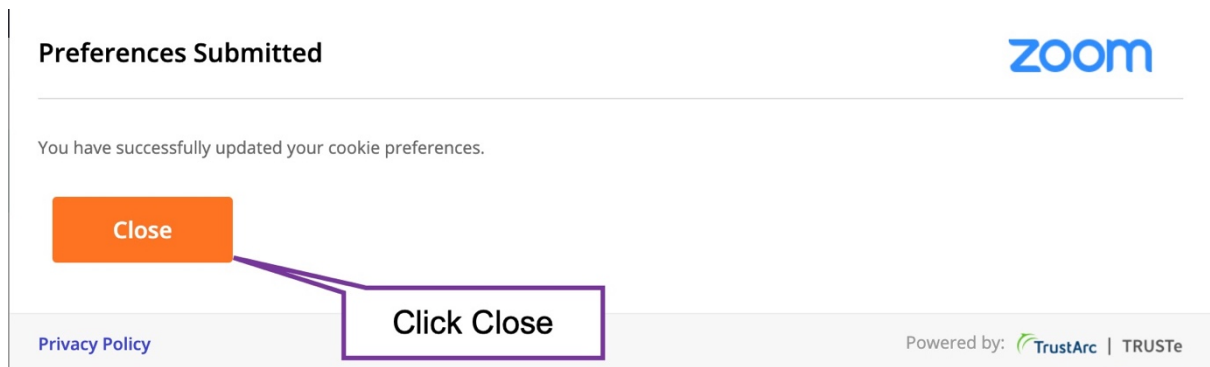 Preferences Submitted
zoom
You have successfully updated your cookie preferences.
Close
Click Close
Privacy Policy
Powered by: TrustArc | TRUSTe